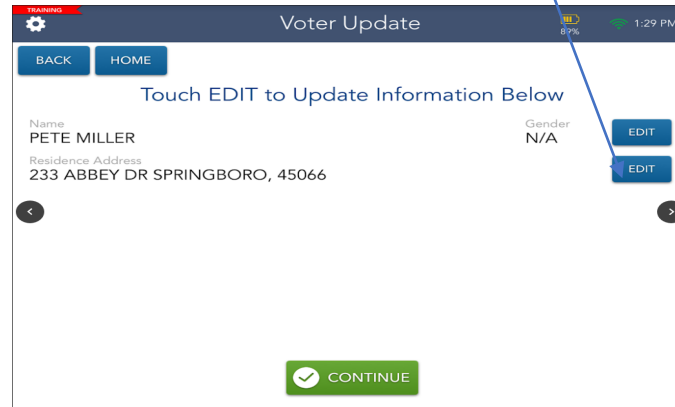 TRAINING
Voter Update
89%
1:29 PM
BACK HOME
Touch EDIT to Update Information Below
Name Gender
PETE MILLER N/A EDIT
Residence Address
233 ABBEY DR SPRINGBORO, 45066 EDIT
CONTINUE